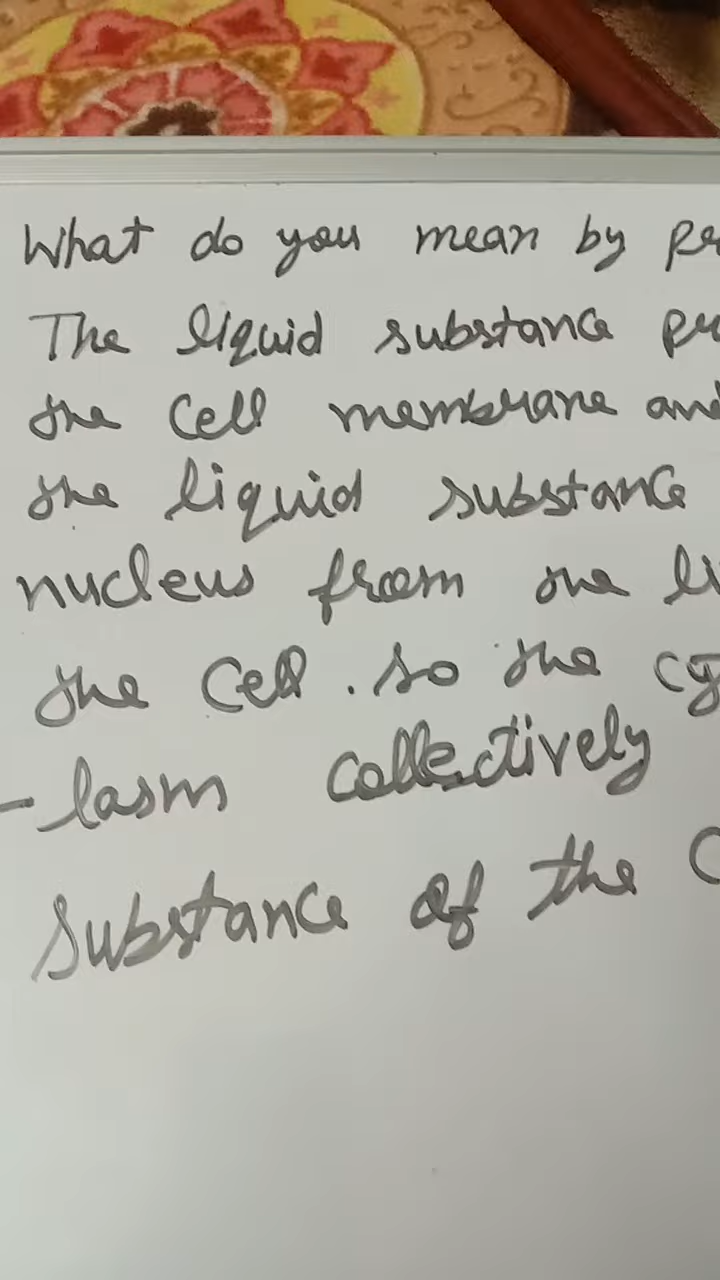 What do you mean by
The liquid substance
the cell membrane and
the liquid substance
nucleus from the
the cell. So the
-lasm collectively
substance of the